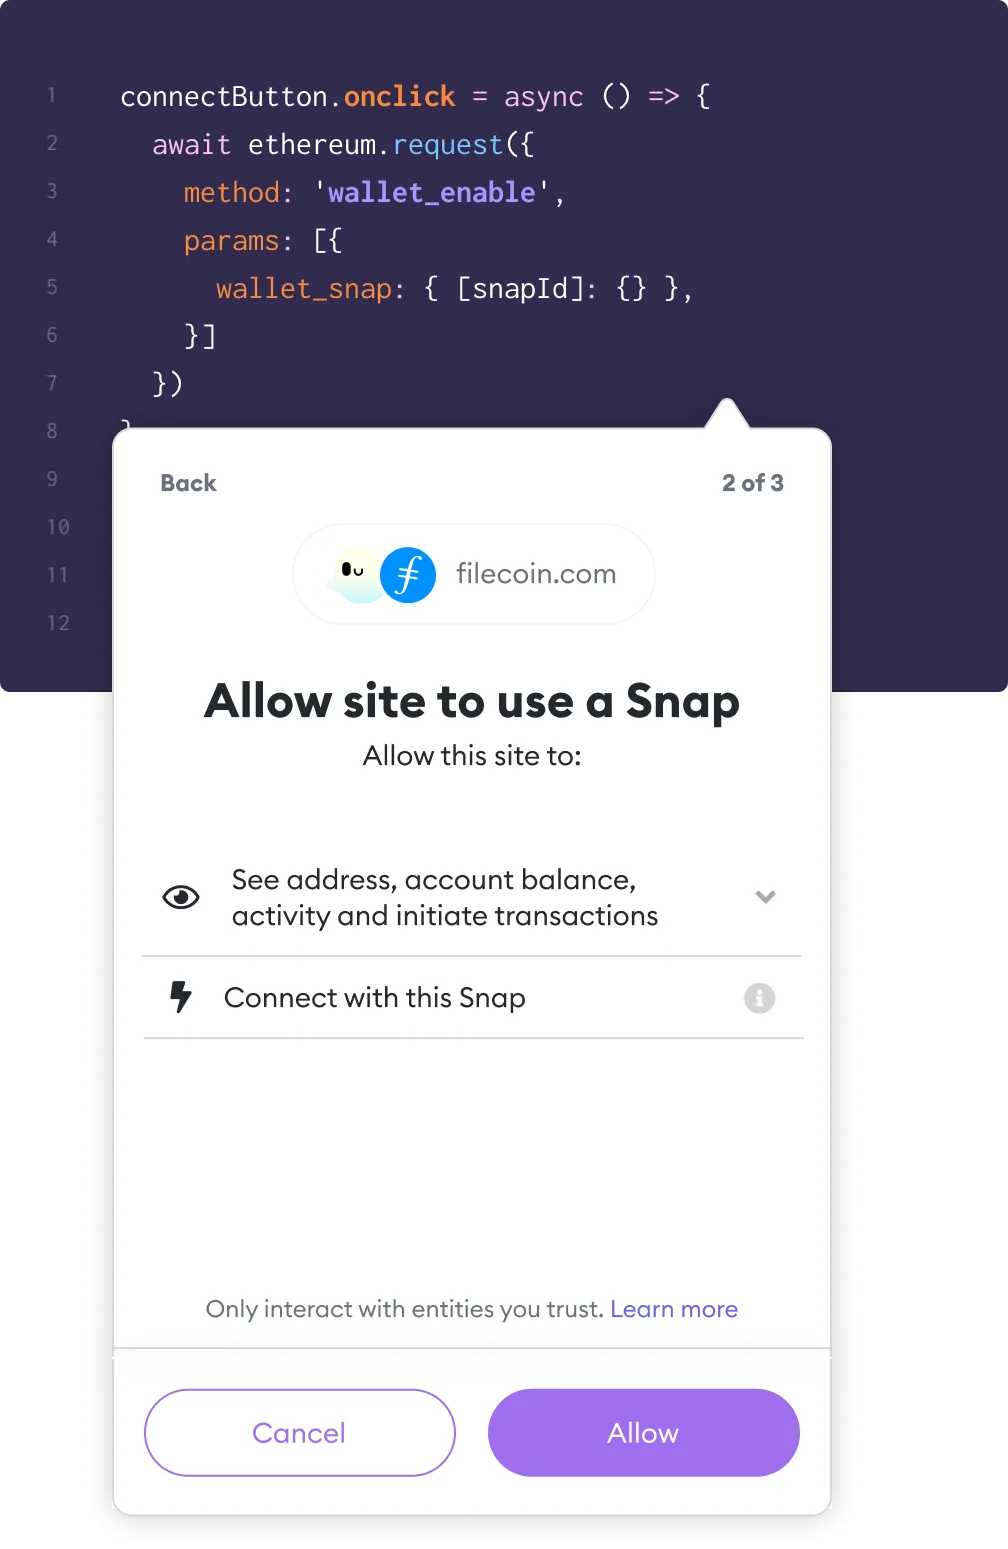 1 connectButton.onclick = async () => {
2 await ethereum.request({
3 method: 'wallet_enable',
4 params: [{
5 wallet_snap: { [snapId]: {} },
6 }]
7 })
8 }
9
10
11
12
Back 2 of 3
filecoin.com
Allow site to use a Snap
Allow this site to:
See address, account balance,
activity and initiate transactions
Connect with this Snap
Only interact with entities you trust. Learn more
Cancel Allow